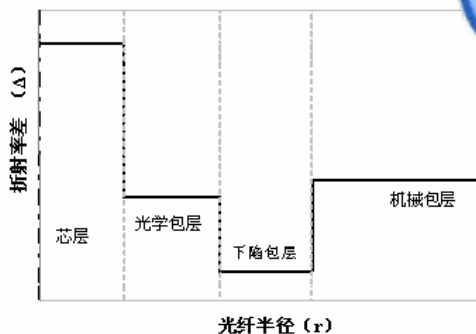 折射率差（Δ）
芯层
光学包层
下陷包层
机械包层
光纤半径（r）